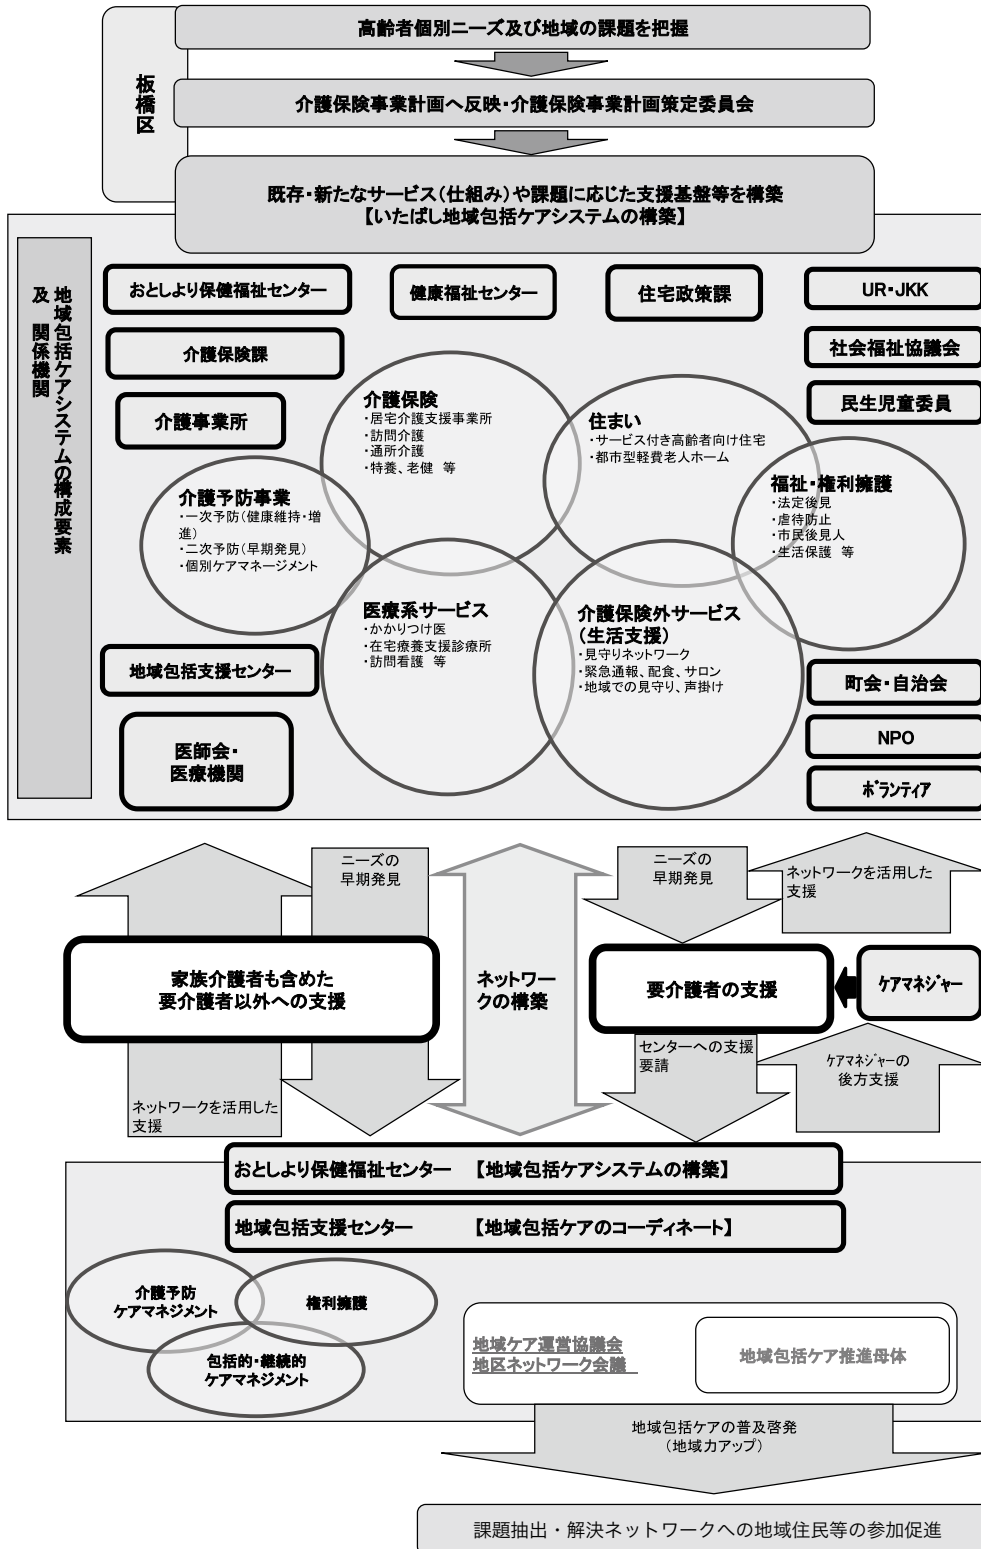 高齢者個別ニーズ及び地域の課題を把握
板橋区
介護保険事業計画へ反映・介護保険事業計画策定委員会
既存・新たなサービス（仕組み）や課題に応じた支援基盤等を構築
【いたばし地域包括ケアシステムの構築】
地域包括ケアシステムの構成要素
及　関係機関
おとしより保健福祉センター
健康福祉センター
住宅政策課
UR・JKK
介護保険課
社会福祉協議会
介護事業所
民生児童委員
介護保険
・居宅介護支援事業所
・訪問介護
・通所介護
・特養、老健　等
住まい
・サービス付き高齢者向け住宅
・都市型軽費老人ホーム
福祉・権利擁護
・法定後見
・虐待防止
・市民後見人
・生活保護　等
介護予防事業
・一次予防（健康維持・増
進）
・二次予防（早期発見）
・個別ケアマネージメント
医療系サービス
・かかりつけ医
・在宅療養支援診療所
・訪問看護　等
介護保険外サービス
（生活支援）
・見守りネットワーク
・緊急通報、配食、サロン
・地域での見守り、声掛け
地域包括支援センター
医師会・
医療機関
町会・自治会
NPO
ﾎﾞﾗﾝﾃｨｱ
ニーズの
早期発見
ニーズの
早期発見
ネットワークを活用した
支援
家族介護者も含めた
要介護者以外への支援
ネットワー
クの構築
要介護者の支援
ｹｱﾏﾈｼﾞｬｰ
センターへの支援
要請
ｹｱﾏﾈｼﾞｬｰの
後方支援
ネットワークを活用した
支援
おとしより保健福祉センター　【地域包括ケアシステムの構築】
地域包括支援センター　【地域包括ケアのコーディネート】
介護予防
ケアマネジメント
権利擁護
包括的・継続的
ケアマネジメント
地域ケア運営協議会
地区ネットワーク会議
地域包括ケア推進母体
地域包括ケアの普及啓発
（地域力アップ）
課題抽出・解決ネットワークへの地域住民等の参加促進